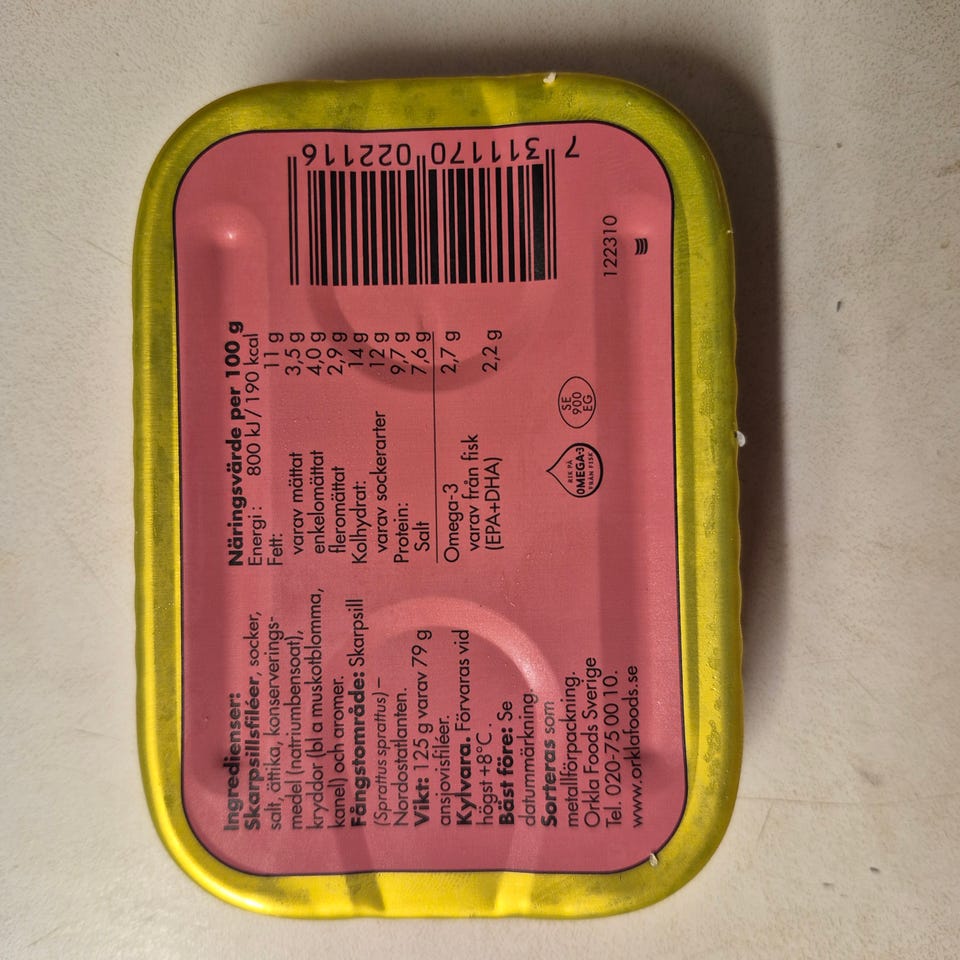 Ingredienser:
Skarpsillsfiléer, socker,
salt, ättika, konserverings-
medel (natriumbensoat),
kryddor (bl a muskotblomma,
kanel) och aromer.
Fångstområde: Skarpsill
(Sprattus sprattus) –
Nordostatlanten.
Vikt: 125 g varav 79 g
ansjovisfiléer.
Kylvara. Förvaras vid
högst +8°C.
Bäst före: Se
datummärkning.
Sorteras som
metallförpackning.
Orkla Foods Sverige
Tel. 020-75 00 10.
www.orklafoods.se
Näringsvärde per 100 g
Energi: 800 kJ / 190 kcal
Fett: 11 g
varav mättat 3,5 g
enkelomättat 4,0 g
fleromättat 2,9 g
Kolhydrat: 14 g
varav sockerarter 12 g
Protein: 9,7 g
Salt 7,6 g
Omega-3 2,7 g
varav från fisk
(EPA+DHA) 2,2 g
RIK PÅ
OMEGA-3
FRÅN FISK
SE
900
EG
7 311170 022116
122310